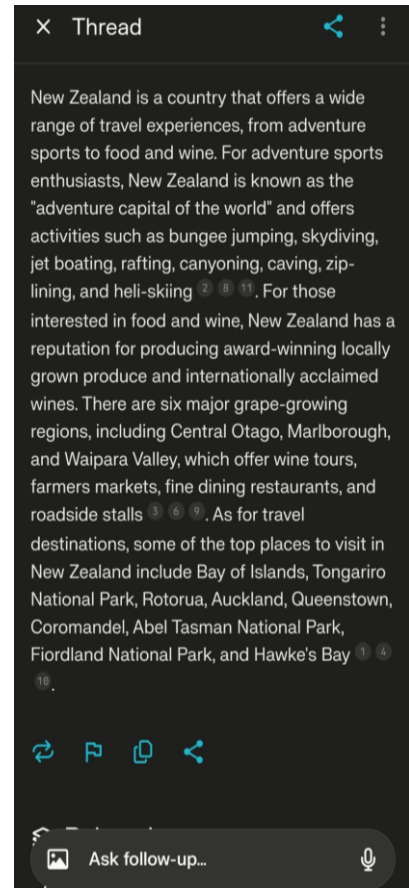 Thread
New Zealand is a country that offers a wide
range of travel experiences, from adventure
sports to food and wine. For adventure sports
enthusiasts, New Zealand is known as the
"adventure capital of the world" and offers
activities such as bungee jumping, skydiving,
jet boating, rafting, canyoning, caving, zip-
lining, and heli-skiing 2 8 11. For those
interested in food and wine, New Zealand has a
reputation for producing award-winning locally
grown produce and internationally acclaimed
wines. There are six major grape-growing
regions, including Central Otago, Marlborough,
and Waipara Valley, which offer wine tours,
farmers markets, fine dining restaurants, and
roadside stalls 3 6 9. As for travel
destinations, some of the top places to visit in
New Zealand include Bay of Islands, Tongariro
National Park, Rotorua, Auckland, Queenstown,
Coromandel, Abel Tasman National Park,
Fiordland National Park, and Hawke's Bay 1 4
10.
Ask follow-up...